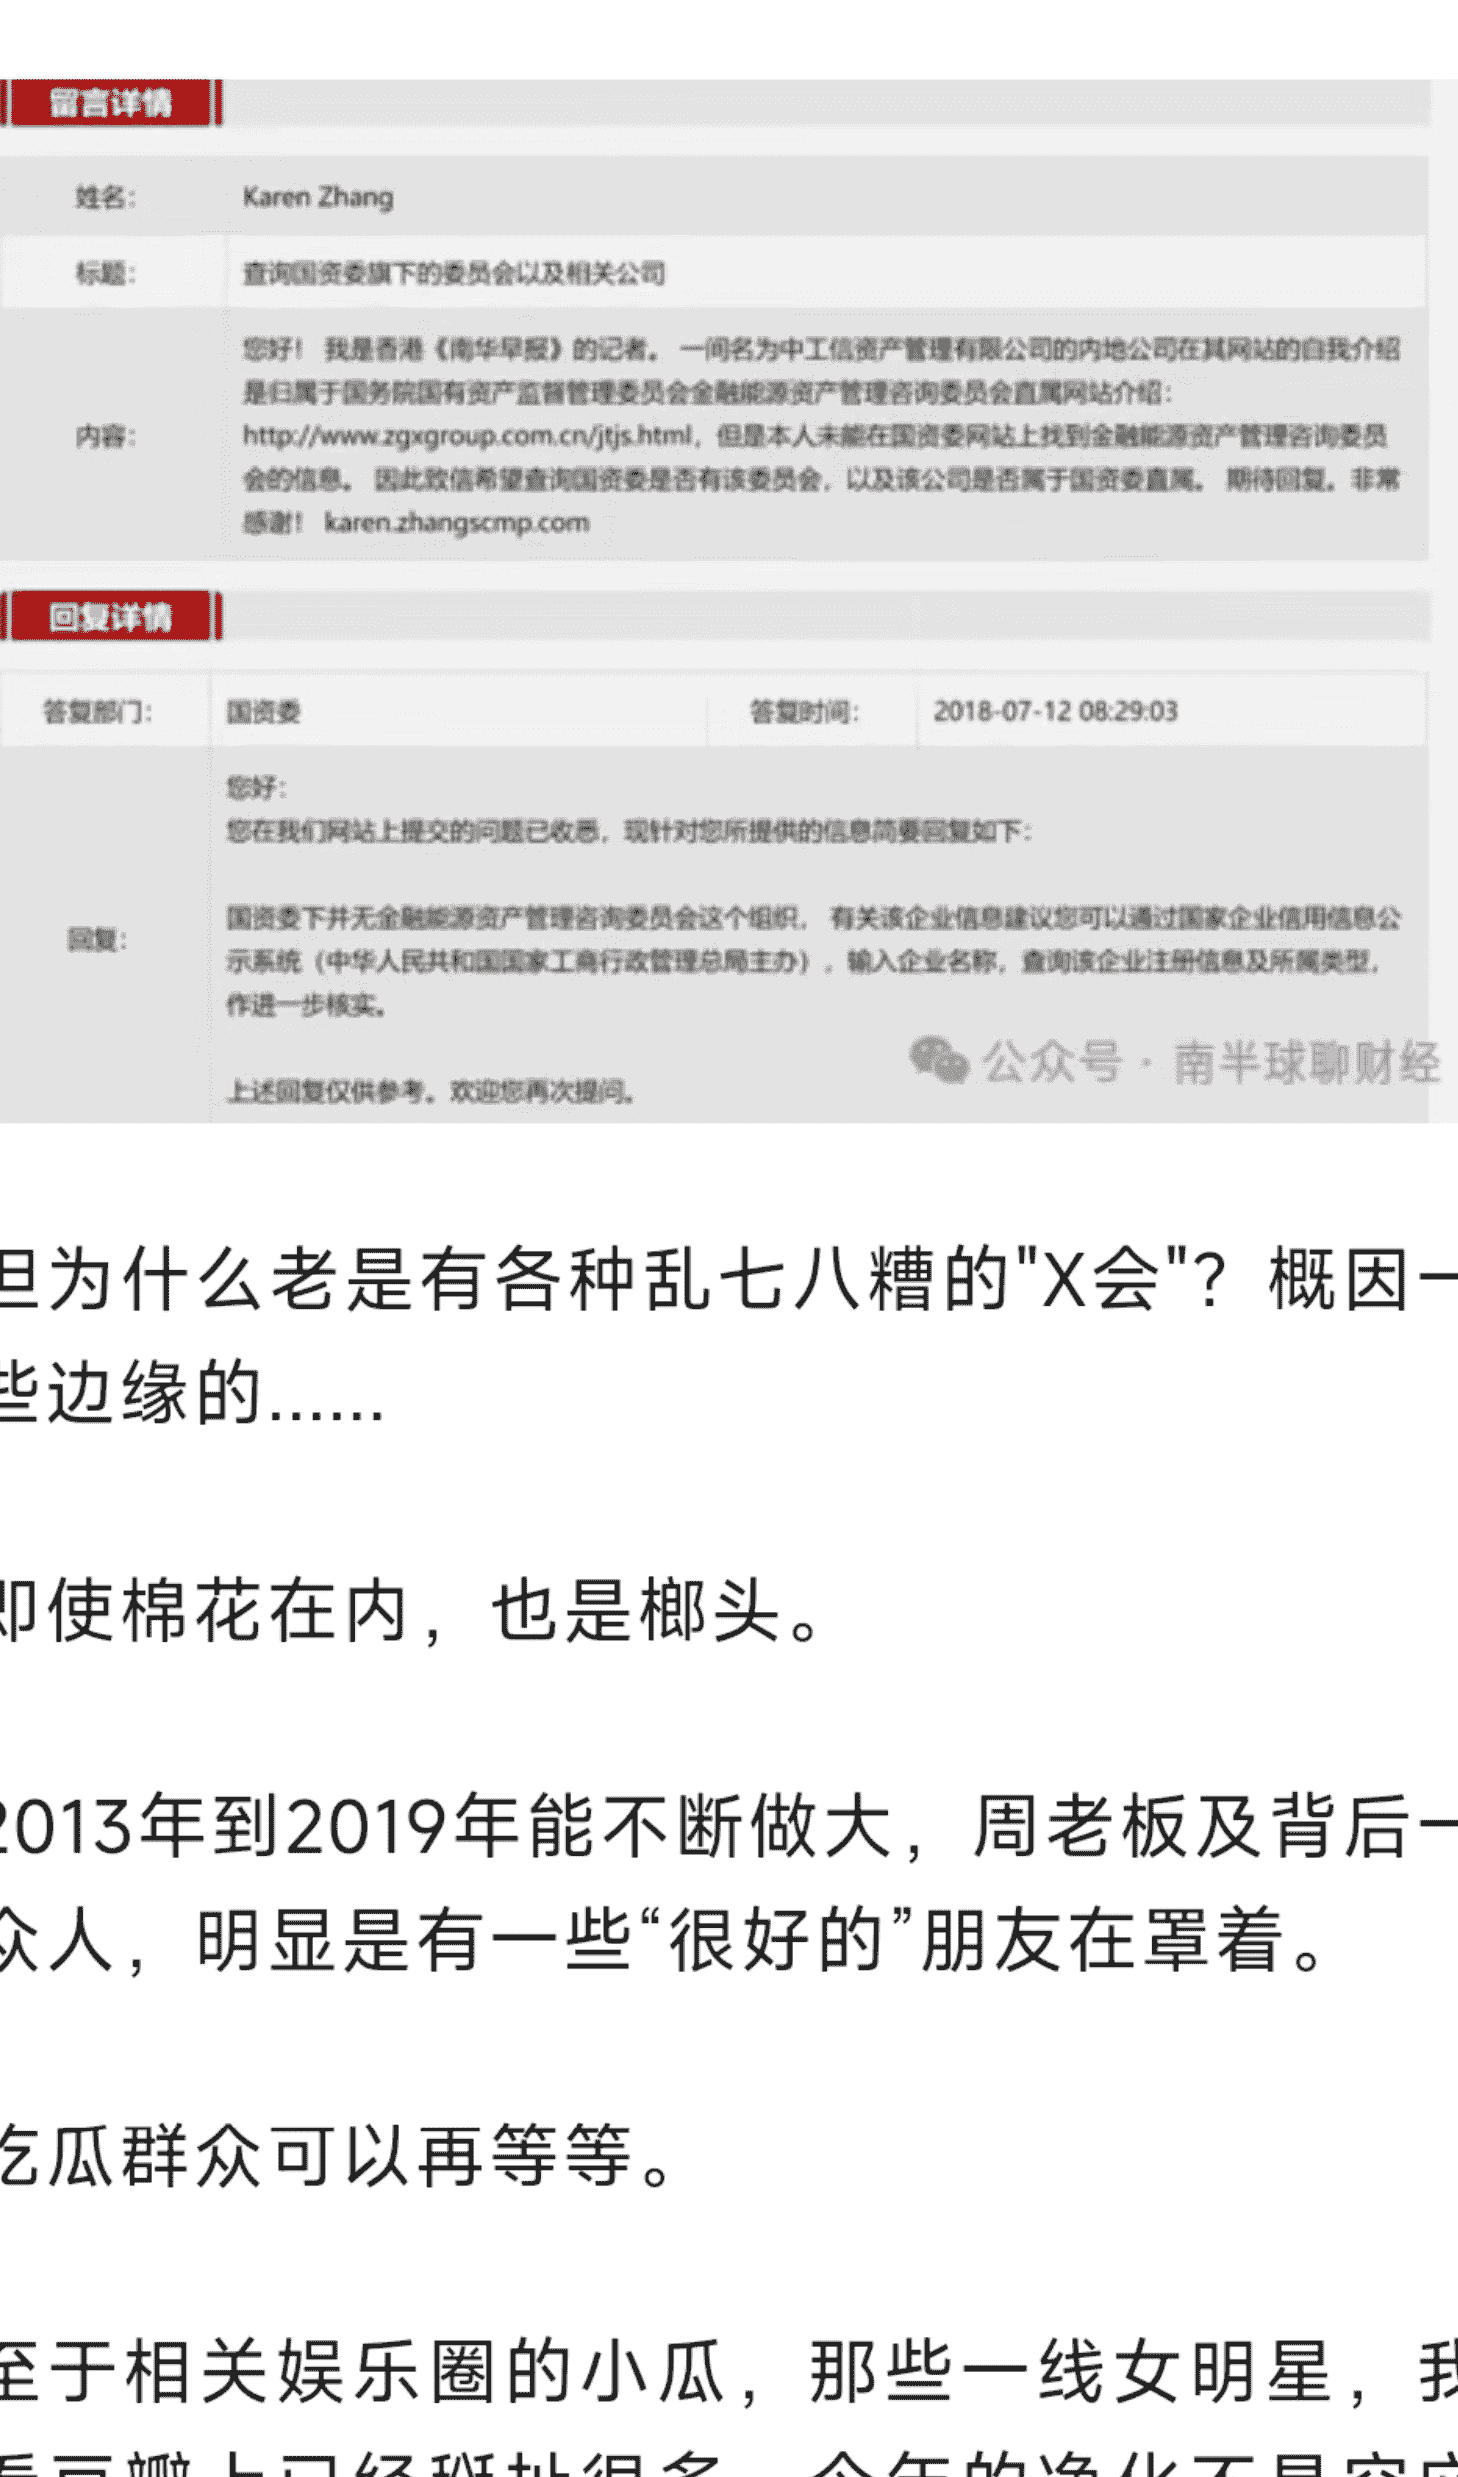 留言详情
姓名： Karen Zhang
标题： 查询国资委旗下的委员会以及相关公司
您好！ 我是香港《南华早报》的记者。 一间名为中工信资产管理有限公司的内地公司在其网站的自我介绍
是归属于国务院国有资产监督管理委员会金融能源资产管理咨询委员会直属网站介绍：
内容： http://www.zgxgroup.com.cn/jtjs.html，但是本人未能在国资委网站上找到金融能源资产管理咨询委员
会的信息。 因此致信希望查询国资委是否有该委员会，以及该公司是否属于国资委直属。 期待回复。非常
感谢！ karen.zhangscmp.com
回复详情
答复部门： 国资委 答复时间： 2018-07-12 08:29:03
您好：
您在我们网站上提交的问题已收悉，现针对您所提供的信息简要回复如下：
国资委下并无金融能源资产管理咨询委员会这个组织， 有关该企业信息建议您可以通过国家企业信用信息公
回复： 示系统（中华人民共和国国家工商行政管理总局主办），输入企业名称，查询该企业注册信息及所属类型，
作进一步核实。
公众号 · 南半球聊财经
上述回复仅供参考。欢迎您再次提问。
但为什么老是有各种乱七八糟的"X会"？概因一
些边缘的......
即使棉花在内，也是榔头。
2013年到2019年能不断做大，周老板及背后一
众人，明显是有一些“很好的”朋友在罩着。
吃瓜群众可以再等等。
至于相关娱乐圈的小瓜，那些一线女明星，我
看豆瓣上已经掰扯很多，今年的净化不是空